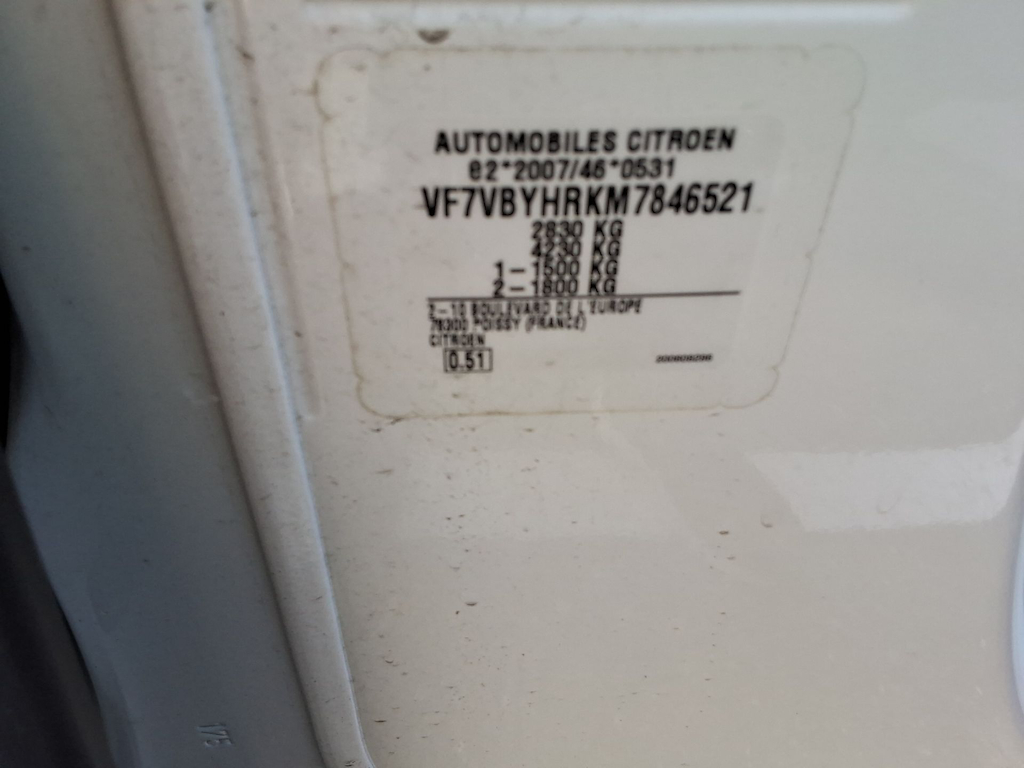 AUTOMOBILES CITROEN
e2*2007/46*0531
VF7VBYHRKM7846521
2830 KG
4230 KG
1-1500 KG
2-1800 KG
2-10 BOULEVARD DE L'EUROPE
78300 POISSY (FRANCE)
CITROEN
0.51
175